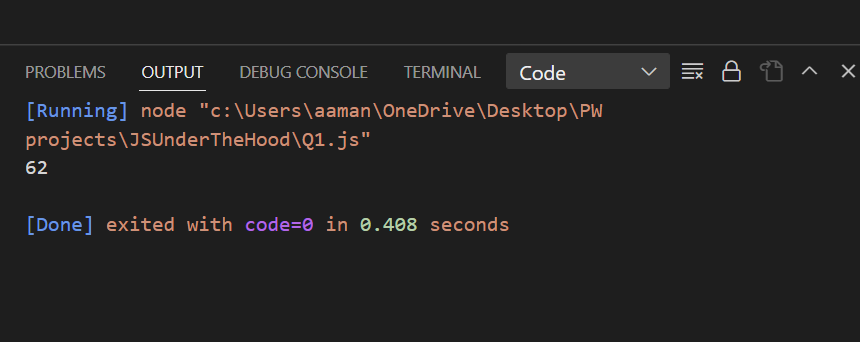 PROBLEMS OUTPUT DEBUG CONSOLE TERMINAL Code
[Running] node "c:\Users\aaman\OneDrive\Desktop\PW
projects\JSUnderTheHood\Q1.js"
62
[Done] exited with code=0 in 0.408 seconds